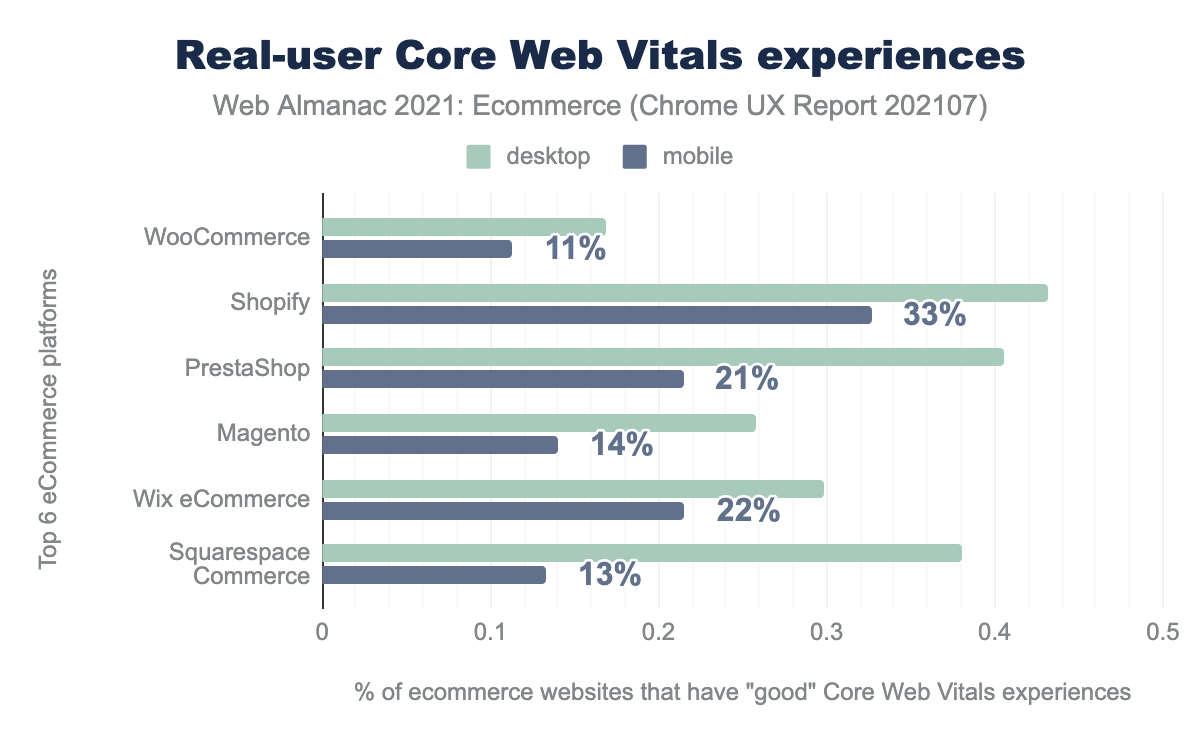 Real-user Core Web Vitals experiences
Web Almanac 2021: Ecommerce (Chrome UX Report 202107)
desktop mobile
Top 6 eCommerce platforms
WooCommerce 11%
Shopify 33%
PrestaShop 21%
Magento 14%
Wix eCommerce 22%
Squarespace
Commerce 13%
0 0.1 0.2 0.3 0.4 0.5
% of ecommerce websites that have "good" Core Web Vitals experiences